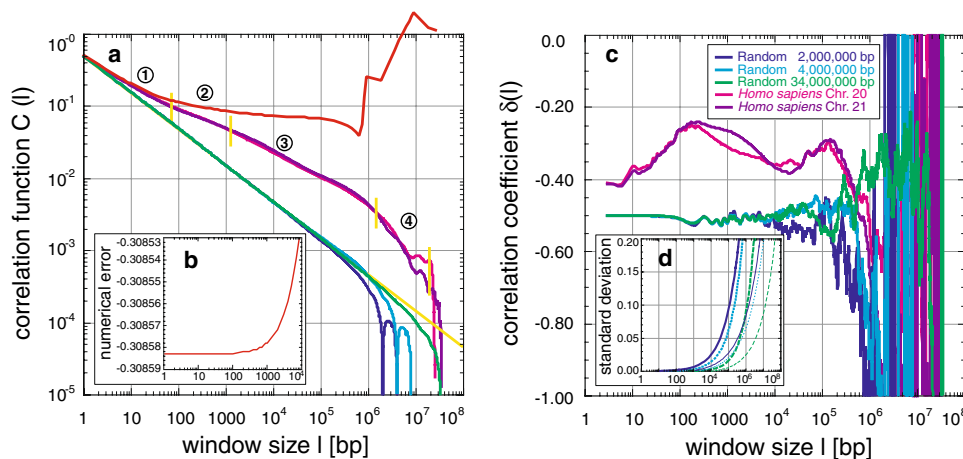 a
correlation function C (l)
10^-0
10^-1
10^-2
10^-3
10^-4
10^-5
① ② ③ ④
1 10 100 1000 10^4 10^5 10^6 10^7 10^8
window size l [bp]
b
numerical error
-0.30853
-0.30854
-0.30855
-0.30856
-0.30857
-0.30858
-0.30859
1 10 100 1000 10^4
c
correlation coefficient δ(l)
0.0
-0.20
-0.40
-0.60
-0.80
-1.00
Random 2,000,000 bp
Random 4,000,000 bp
Random 34,000,000 bp
Homo sapiens Chr. 20
Homo sapiens Chr. 21
1 10 100 1000 10^4 10^5 10^6 10^7 10^8
window size l [bp]
d
standard deviation
0.20
0.15
0.10
0.05
0.00
1 100 10^4 10^6 10^8